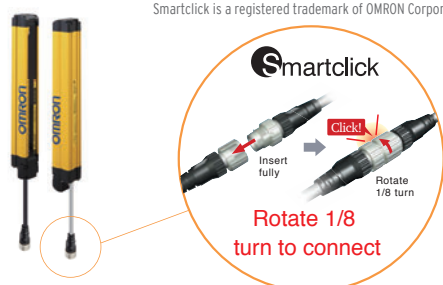 Smartclick is a registered trademark of OMRON Corpor
Smartclick
OMRON
OMRON
Click!
Insert
fully
Rotate
1/8 turn
Rotate 1/8
turn to connect